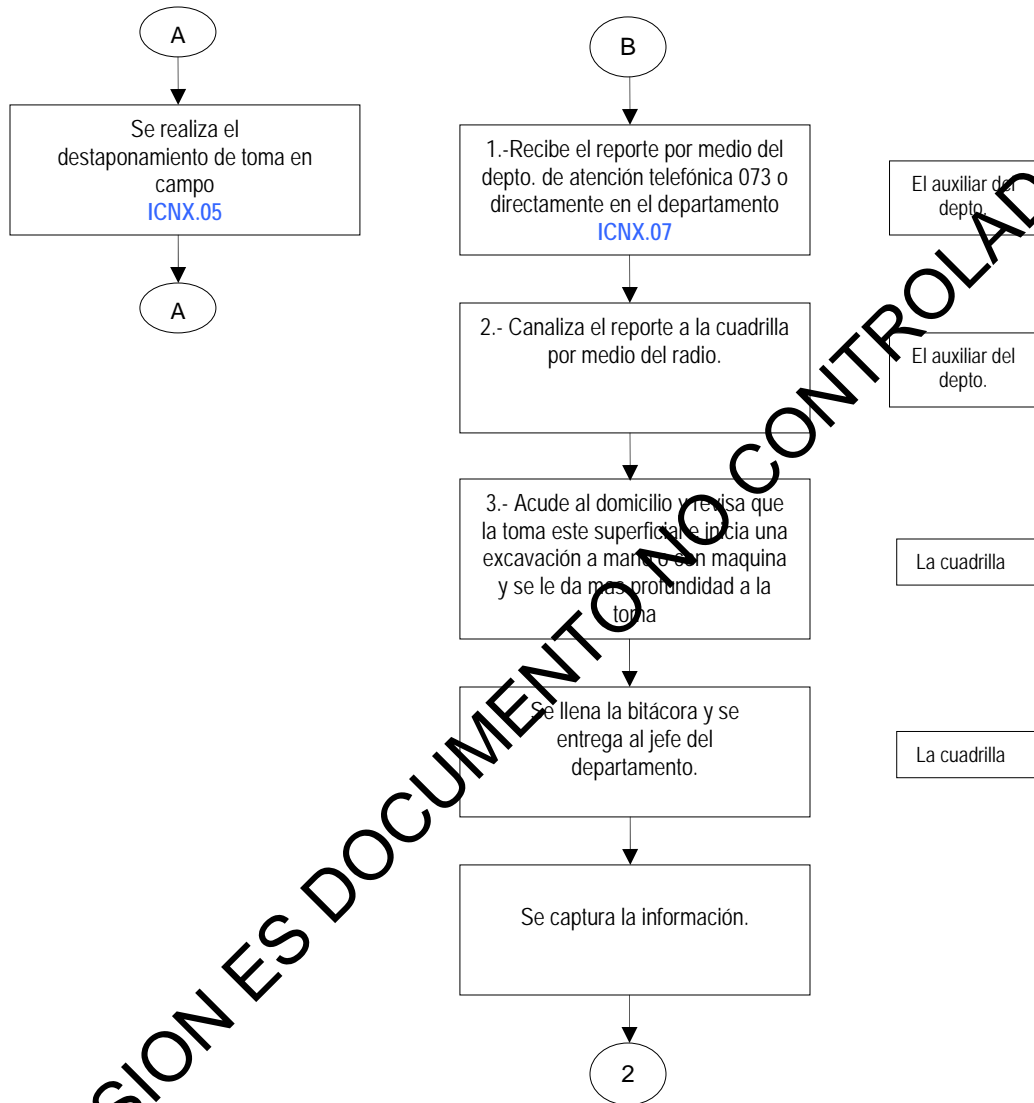 A
Se realiza el
destaponamiento de toma en
campo
ICNX.05
A
B
1.-Recibe el reporte por medio del
depto. de atención telefónica 073 o
directamente en el departamento
ICNX.07
El auxiliar del
depto.
2.- Canaliza el reporte a la cuadrilla
por medio del radio.
El auxiliar del
depto.
3.- Acude al domicilio y revisa que
la toma este superficial e inicia una
excavación a mano o con maquina
y se le da mas profundidad a la
toma
La cuadrilla
Se llena la bitácora y se
entrega al jefe del
departamento.
La cuadrilla
Se captura la información.
2
SION ES DOCUMENTO NO CONTROLAD